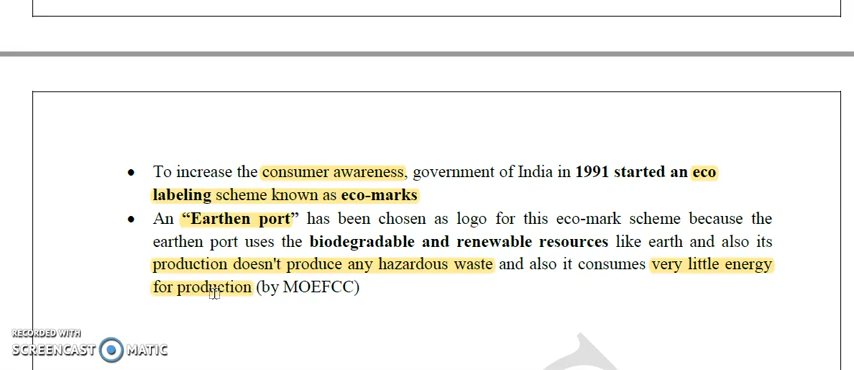 To increase the consumer awareness, government of India in 1991 started an eco
labeling scheme known as eco-marks
An “Earthen port” has been chosen as logo for this eco-mark scheme because the
earthen port uses the biodegradable and renewable resources like earth and also its
production doesn't produce any hazardous waste and also it consumes very little energy
for production (by MOEFCC)
RECORDED WITH
SCREENCAST MATIC